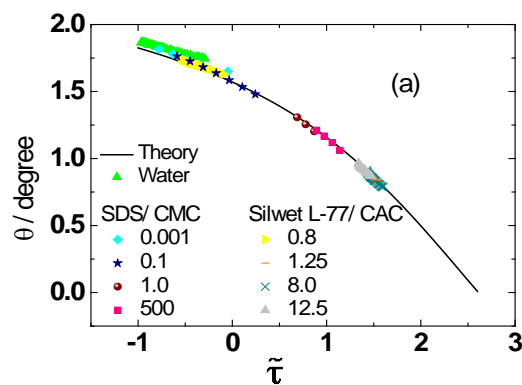 2.0
1.5
1.0
0.5
0.0
θ / degree
(a)
Theory
Water
SDS/ CMC
0.001
0.1
1.0
500
Silwet L-77/ CAC
0.8
1.25
8.0
12.5
-1 0 1 2 3
τ̃